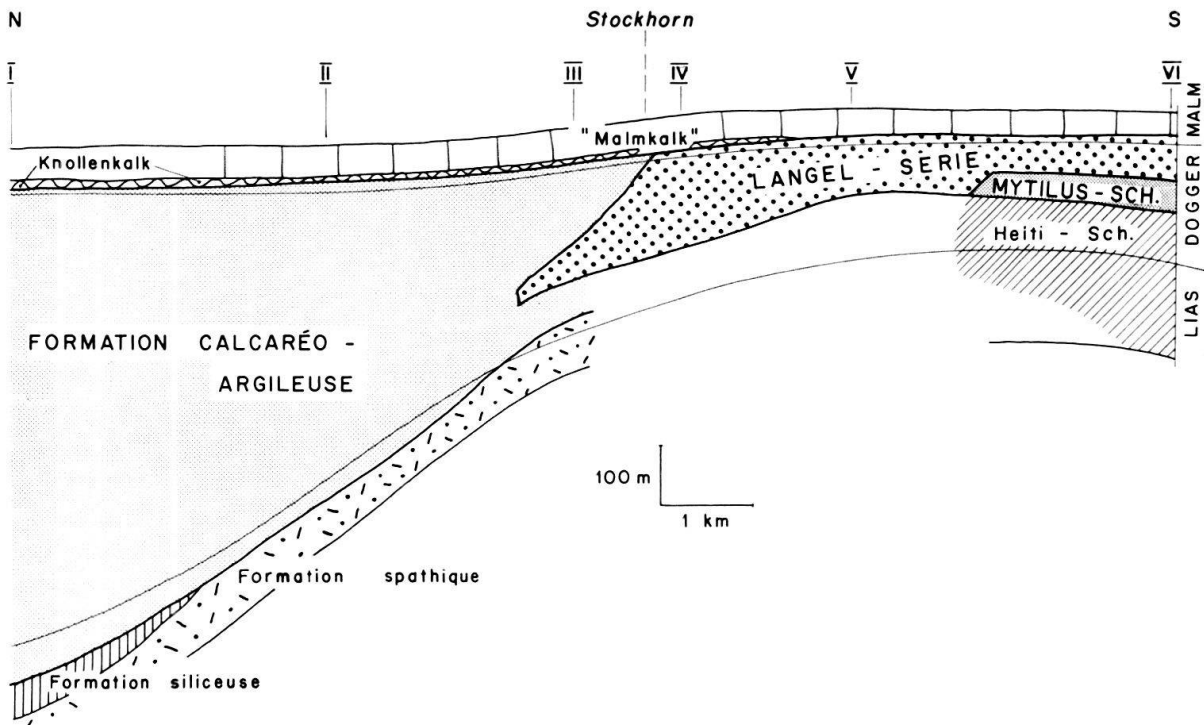 N
Stockhorn
S
I
II
III
IV
V
VI
"Malmkalk"
Knollenkalk
LANGEL - SERIE
MYTILUS - SCH.
Heiti - Sch.
MALM
DOGGER
LIAS
FORMATION CALCARÉO -
ARGILEUSE
100 m
1 km
Formation spathique
Formation siliceuse